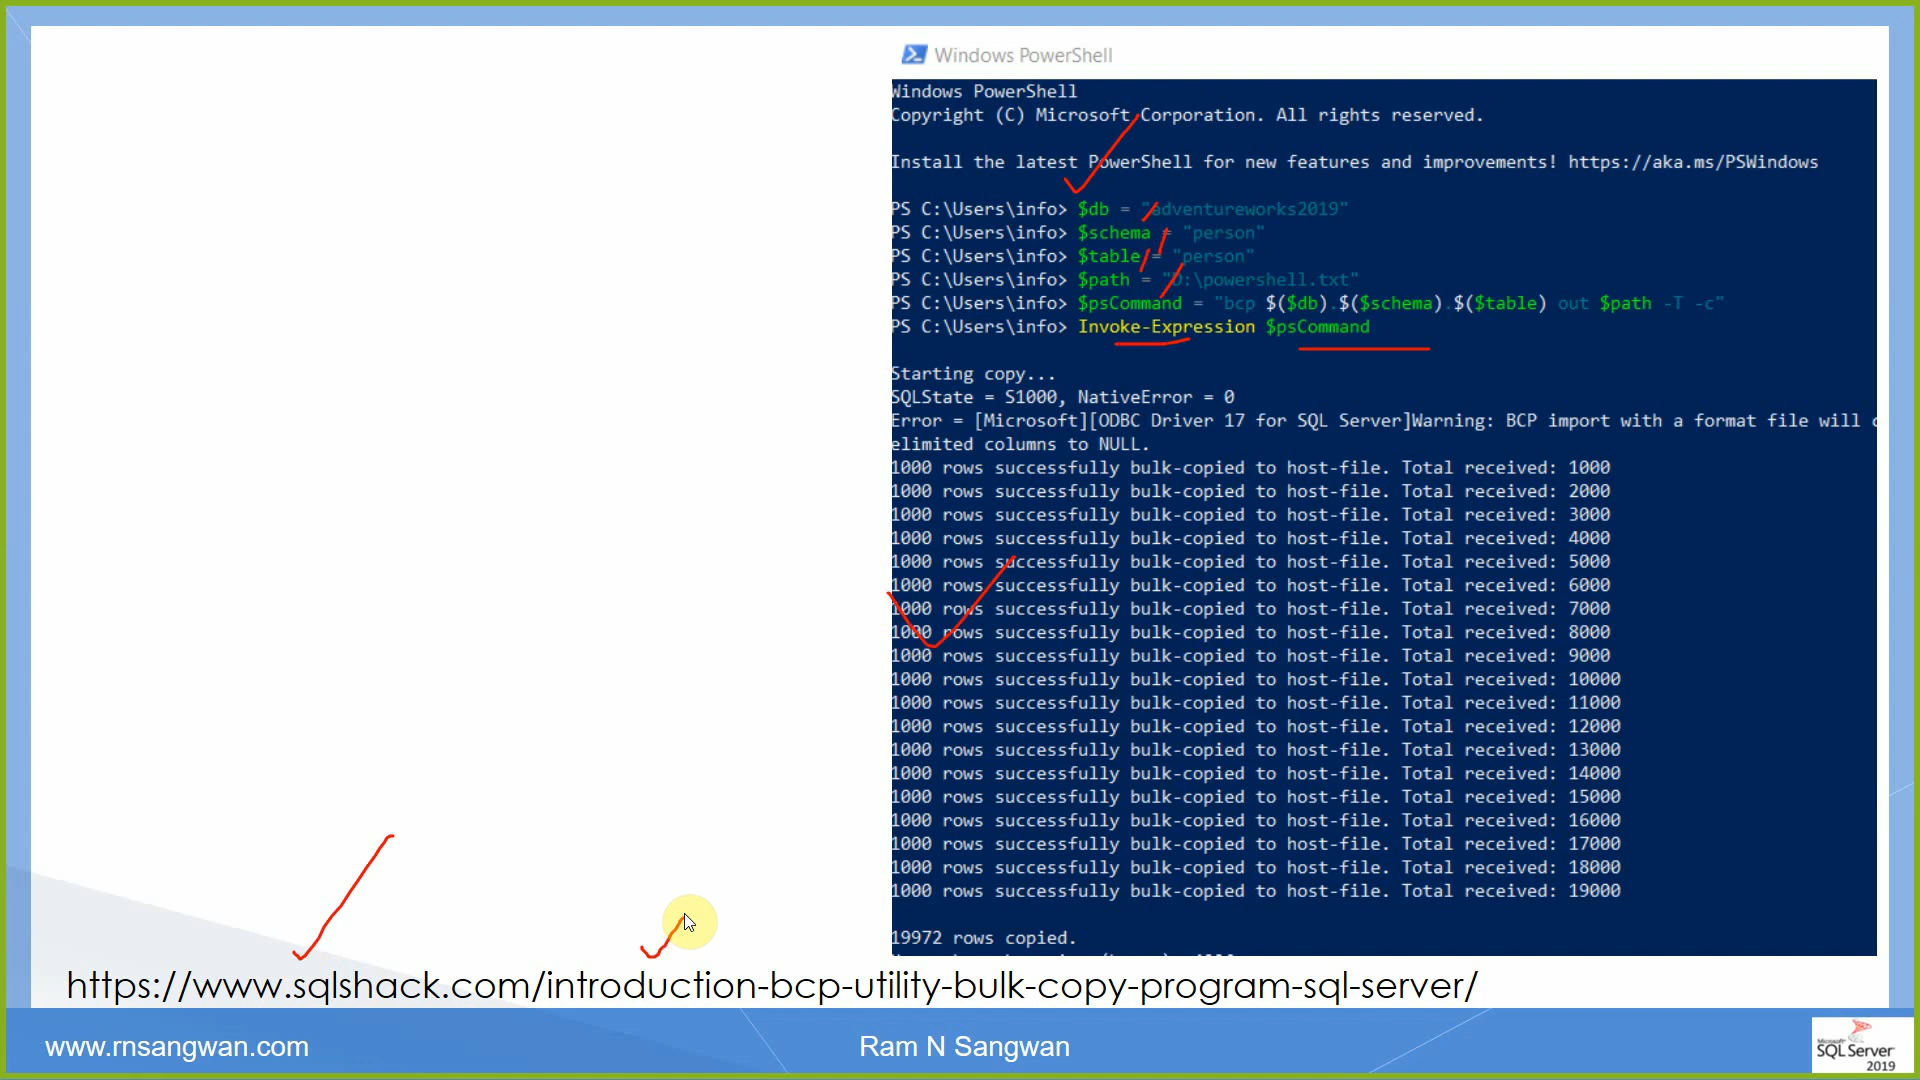 Windows PowerShell
Windows PowerShell
Copyright (C) Microsoft Corporation. All rights reserved.
Install the latest PowerShell for new features and improvements! https://aka.ms/PSWindows
PS C:\Users\info> $db = "adventureworks2019"
PS C:\Users\info> $schema = "person"
PS C:\Users\info> $table = "person"
PS C:\Users\info> $path = "D:\powershell.txt"
PS C:\Users\info> $psCommand = "bcp $($db).$($schema).$($table) out $path -T -c"
PS C:\Users\info> Invoke-Expression $psCommand
Starting copy...
SQLState = S1000, NativeError = 0
Error = [Microsoft][ODBC Driver 17 for SQL Server]Warning: BCP import with a format file will
elimited columns to NULL.
1000 rows successfully bulk-copied to host-file. Total received: 1000
1000 rows successfully bulk-copied to host-file. Total received: 2000
1000 rows successfully bulk-copied to host-file. Total received: 3000
1000 rows successfully bulk-copied to host-file. Total received: 4000
1000 rows successfully bulk-copied to host-file. Total received: 5000
1000 rows successfully bulk-copied to host-file. Total received: 6000
1000 rows successfully bulk-copied to host-file. Total received: 7000
1000 rows successfully bulk-copied to host-file. Total received: 8000
1000 rows successfully bulk-copied to host-file. Total received: 9000
1000 rows successfully bulk-copied to host-file. Total received: 10000
1000 rows successfully bulk-copied to host-file. Total received: 11000
1000 rows successfully bulk-copied to host-file. Total received: 12000
1000 rows successfully bulk-copied to host-file. Total received: 13000
1000 rows successfully bulk-copied to host-file. Total received: 14000
1000 rows successfully bulk-copied to host-file. Total received: 15000
1000 rows successfully bulk-copied to host-file. Total received: 16000
1000 rows successfully bulk-copied to host-file. Total received: 17000
1000 rows successfully bulk-copied to host-file. Total received: 18000
1000 rows successfully bulk-copied to host-file. Total received: 19000
19972 rows copied.
https://www.sqlshack.com/introduction-bcp-utility-bulk-copy-program-sql-server/
www.rnsangwan.com
Ram N Sangwan
Microsoft
SQL Server
2019